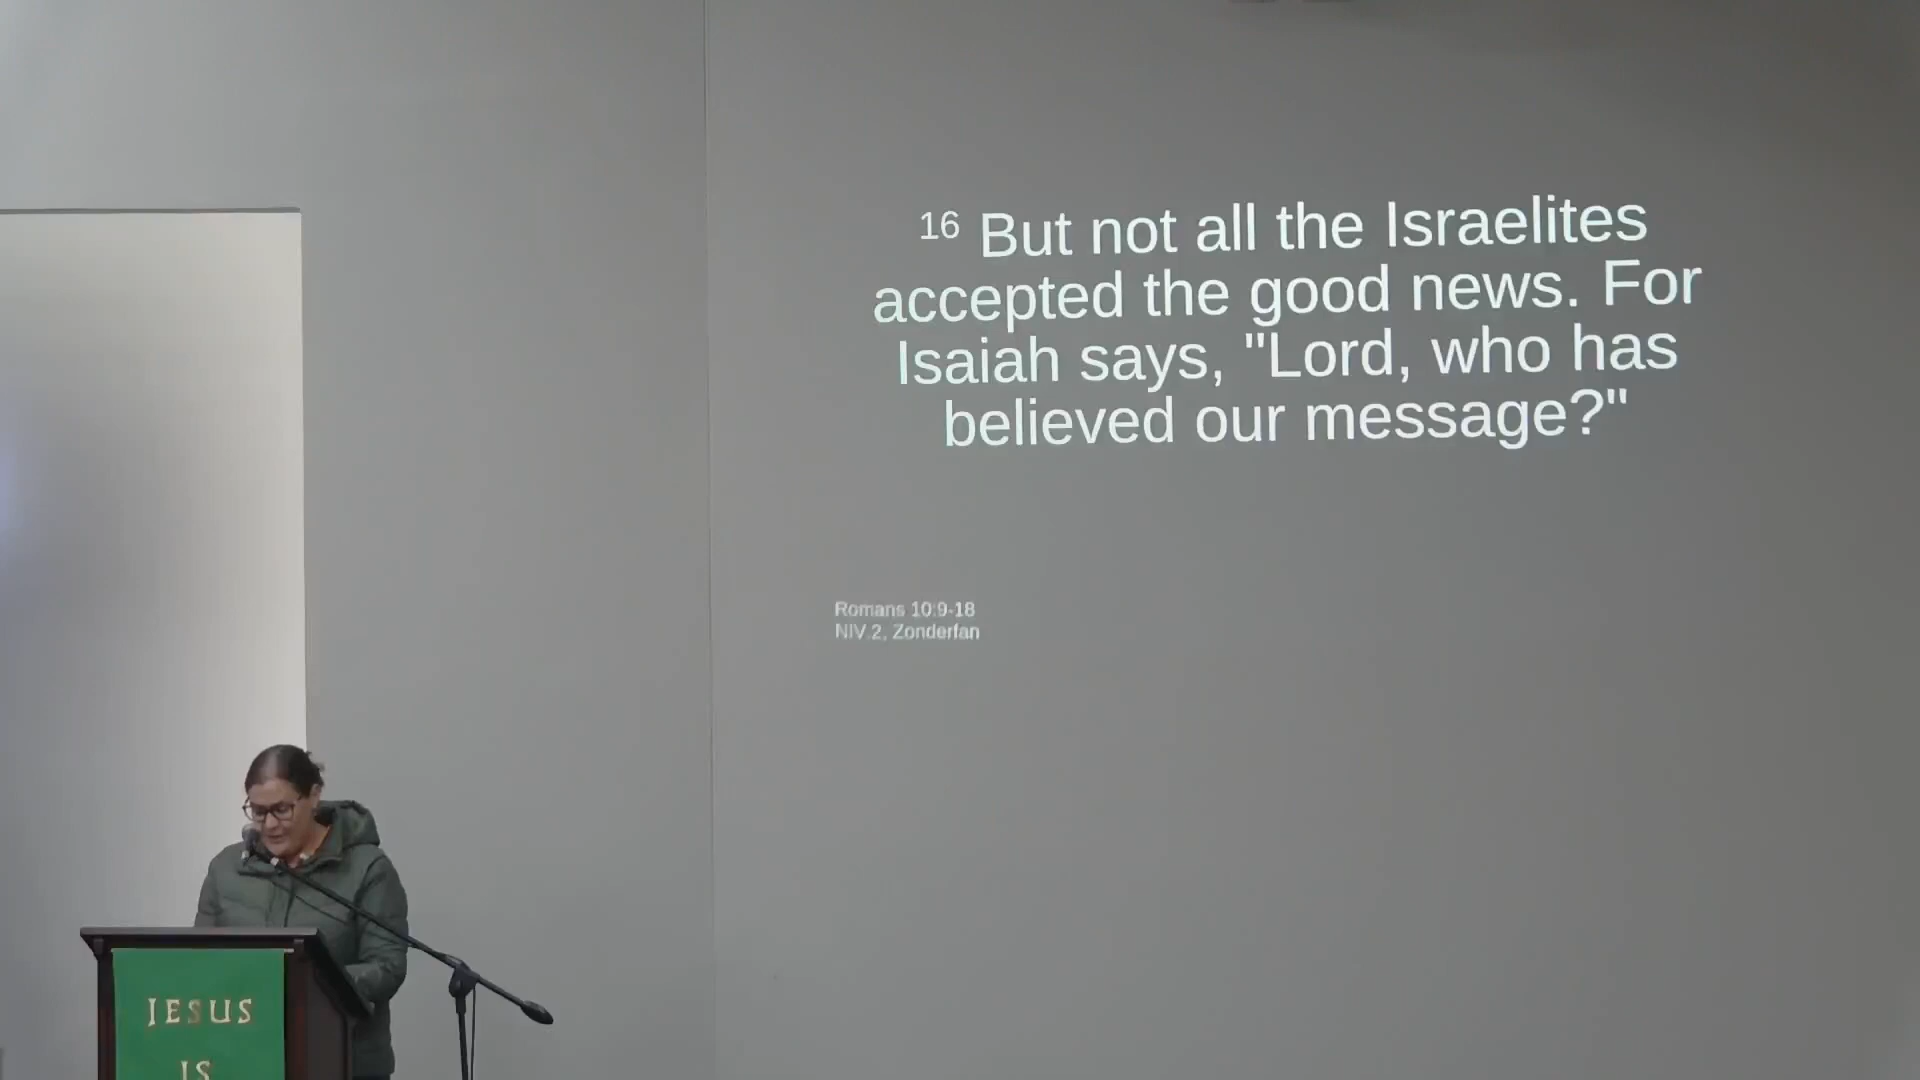 16 But not all the Israelites
accepted the good news. For
Isaiah says, "Lord, who has
believed our message?"
Romans 10:9-18
NIV 2, Zonderfan
JESUS
IS